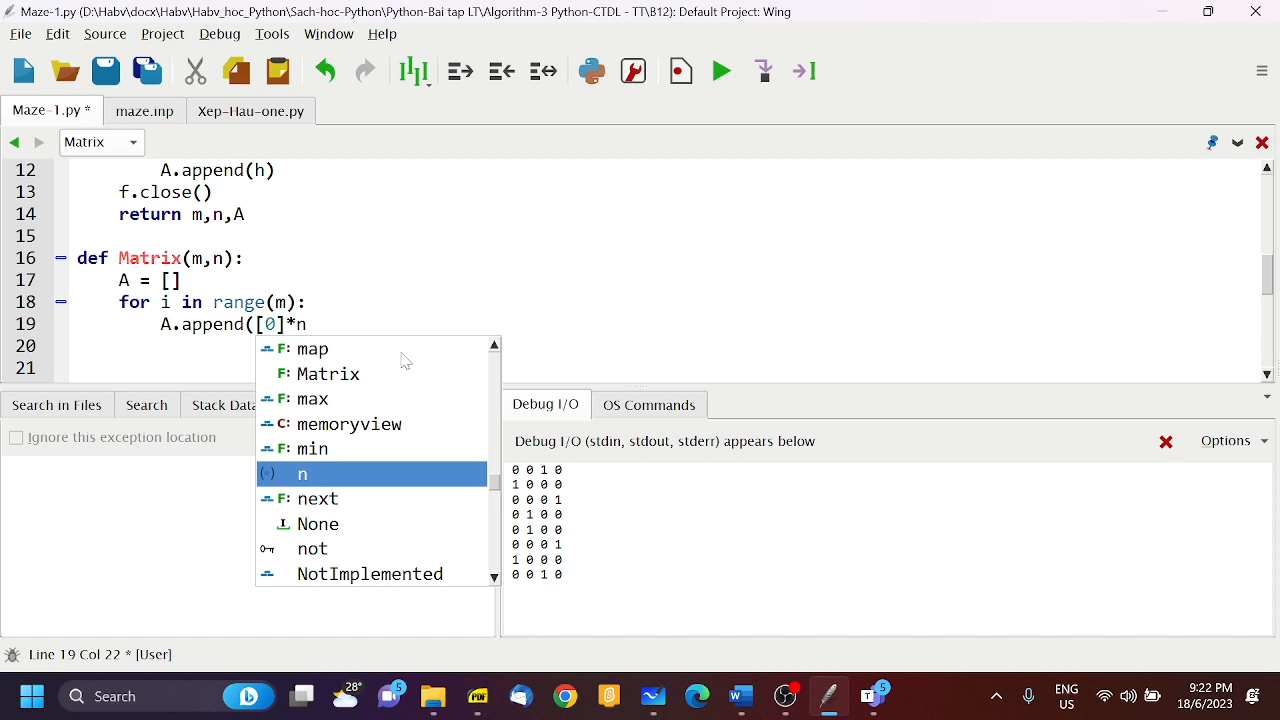 Maze-1.py (D:\Habv\docx\Habv\Habv_hoc_Python\Sach-hoc-Python\Python-Bai tap LT\Algorithm-3 Python-CTDL - TT\B12): Default Project: Wing
File Edit Source Project Debug Tools Window Help
Maze-1.py * maze.inp Xep-Hau-one.py
Matrix
12 A.append(h)
13 f.close()
14 return m,n,A
15
16 def Matrix(m,n):
17 A = []
18 for i in range(m):
19 A.append([0]*n
20
21
F: map
F: Matrix
F: max
C: memoryview
F: min
n
F: next
None
not
NotImplemented
Search in Files Search Stack Data
Ignore this exception location
Debug I/O OS Commands
Debug I/O (stdin, stdout, stderr) appears below Options
0 0 1 0
1 0 0 0
0 0 0 1
0 1 0 0
0 1 0 0
0 0 0 1
1 0 0 0
0 0 1 0
Line 19 Col 22 * [User]
Search 28° 5 PDF 5 ENG US 9:22 PM 18/6/2023